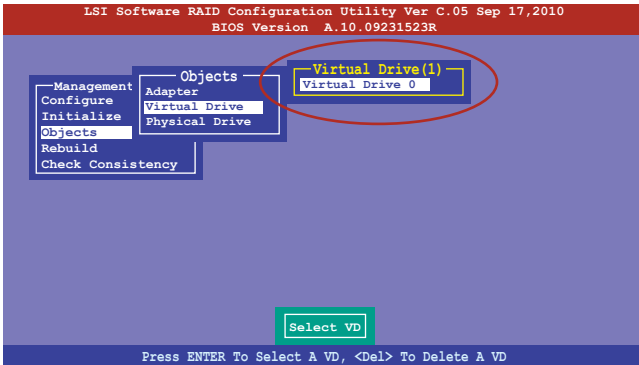 LSI Software RAID Configuration Utility Ver C.05 Sep 17,2010
BIOS Version A.10.09231523R
Management
Configure
Initialize
Objects
Rebuild
Check Consistency
Objects
Adapter
Virtual Drive
Physical Drive
Virtual Drive(1)
Virtual Drive 0
Select VD
Press ENTER To Select A VD, <Del> To Delete A VD